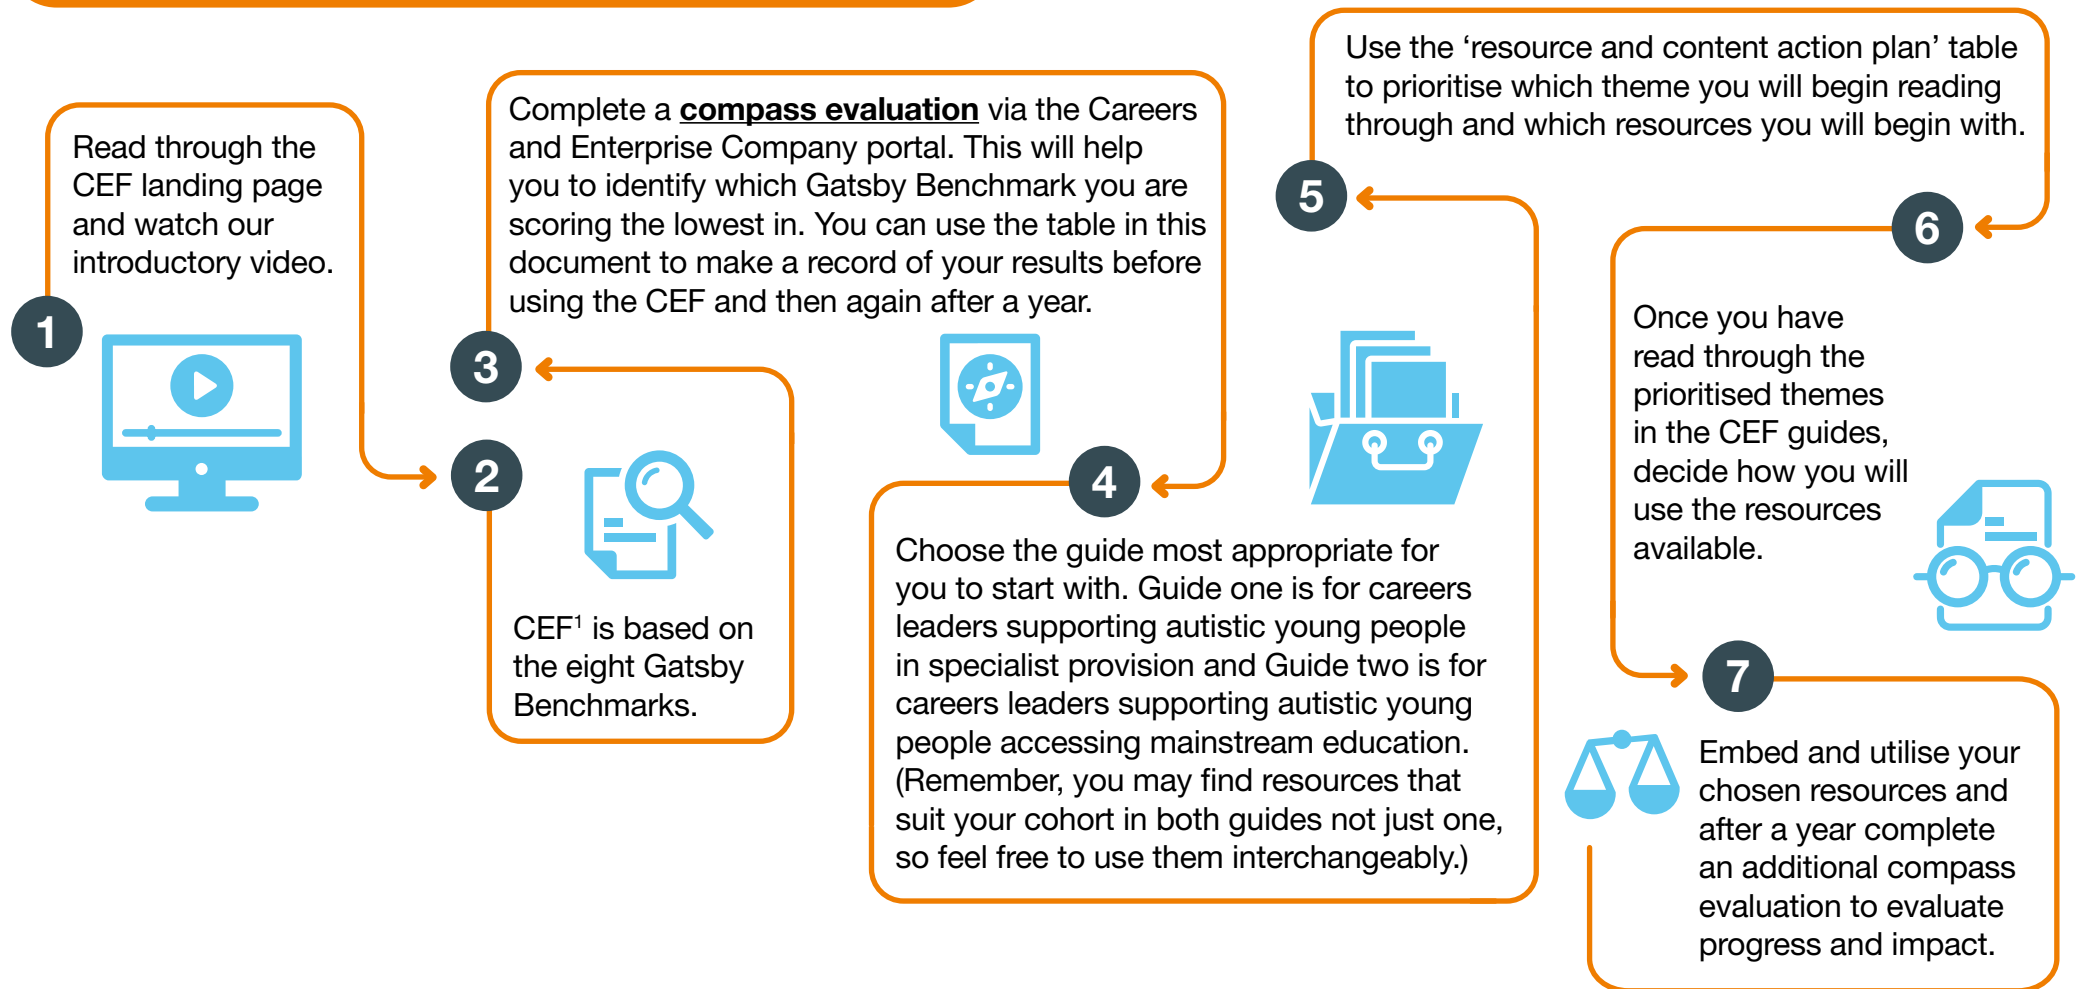 1
Read through the
CEF landing page
and watch our
introductory video.
2
CEF¹ is based on
the eight Gatsby
Benchmarks.
3
Complete a compass evaluation via the Careers
and Enterprise Company portal. This will help
you to identify which Gatsby Benchmark you are
scoring the lowest in. You can use the table in this
document to make a record of your results before
using the CEF and then again after a year.
4
Choose the guide most appropriate for
you to start with. Guide one is for careers
leaders supporting autistic young people
in specialist provision and Guide two is for
careers leaders supporting autistic young
people accessing mainstream education.
(Remember, you may find resources that
suit your cohort in both guides not just one,
so feel free to use them interchangeably.)
5
Use the ‘resource and content action plan’ table
to prioritise which theme you will begin reading
through and which resources you will begin with.
6
Once you have
read through the
prioritised themes
in the CEF guides,
decide how you will
use the resources
available.
7
Embed and utilise your
chosen resources and
after a year complete
an additional compass
evaluation to evaluate
progress and impact.